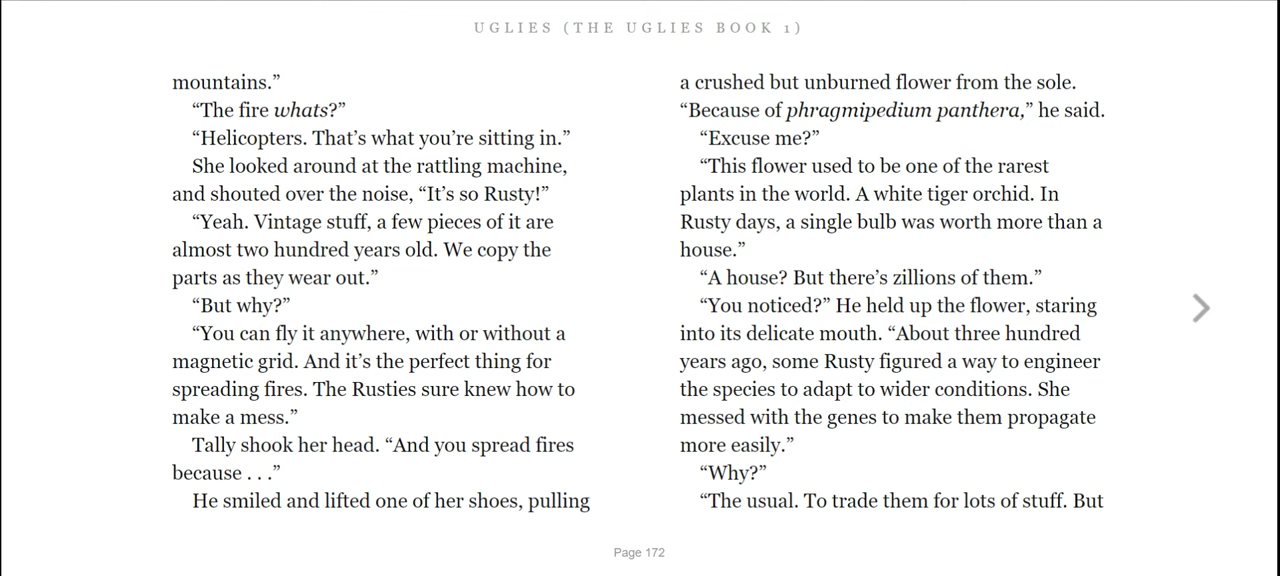 UGLIES (THE UGLIES BOOK 1)
mountains.”
“The fire whats?”
“Helicopters. That’s what you’re sitting in.”
She looked around at the rattling machine,
and shouted over the noise, “It’s so Rusty!”
“Yeah. Vintage stuff, a few pieces of it are
almost two hundred years old. We copy the
parts as they wear out.”
“But why?”
“You can fly it anywhere, with or without a
magnetic grid. And it’s the perfect thing for
spreading fires. The Rusties sure knew how to
make a mess.”
Tally shook her head. “And you spread fires
because . . .”
He smiled and lifted one of her shoes, pulling
a crushed but unburned flower from the sole.
“Because of phragmipedium panthera,” he said.
“Excuse me?”
“This flower used to be one of the rarest
plants in the world. A white tiger orchid. In
Rusty days, a single bulb was worth more than a
house.”
“A house? But there’s zillions of them.”
“You noticed?” He held up the flower, staring
into its delicate mouth. “About three hundred
years ago, some Rusty figured a way to engineer
the species to adapt to wider conditions. She
messed with the genes to make them propagate
more easily.”
“Why?”
“The usual. To trade them for lots of stuff. But
Page 172